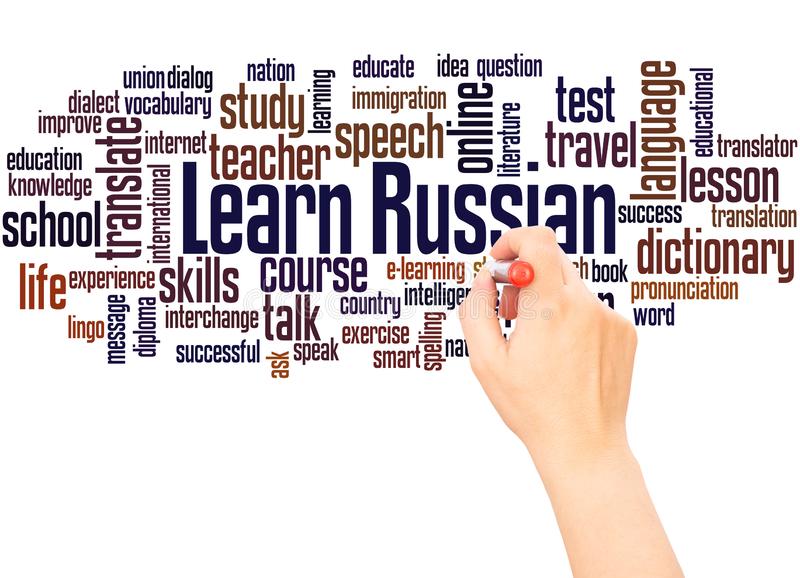 union dialog
nation
educate
idea question
dialect vocabulary
study
learning
immigration
online
literature
test
language
educational
improve
translate
internet
teacher
speech
travel
translator
education
knowledge
international
Learn Russian
lesson
school
success
translation
dictionary
life
experience
skills
course
e-learning
book
pronunciation
lingo
message
diploma
interchange
talk
country
word
successful
ask
speak
exercise
smart
spelling
dreamstime